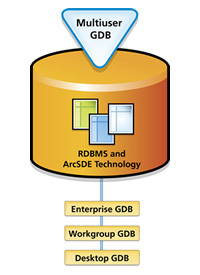 Multiuser
GDB
RDBMS and
ArcSDE Technology
Enterprise GDB
Workgroup GDB
Desktop GDB